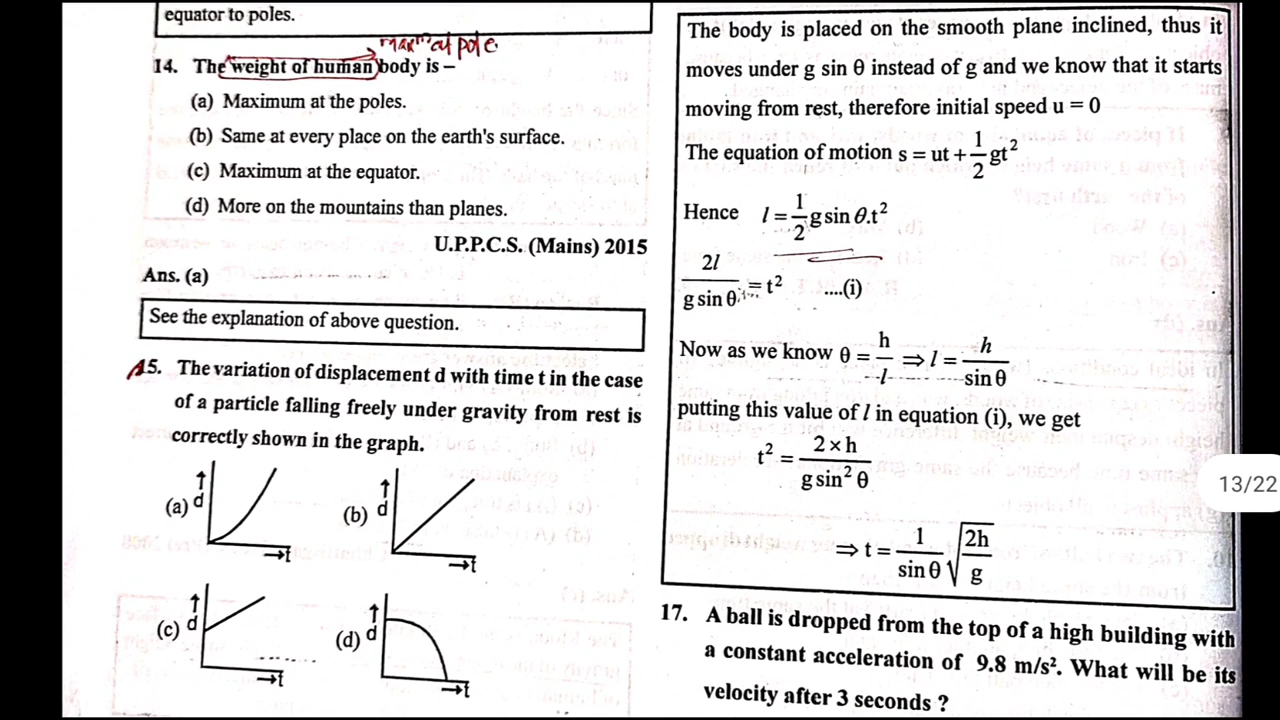 equator to poles.
maxᵐ at pole
14. The weight of human body is –
(a) Maximum at the poles.
(b) Same at every place on the earth's surface.
(c) Maximum at the equator.
(d) More on the mountains than planes.
U.P.P.C.S. (Mains) 2015
Ans. (a)
See the explanation of above question.
15. The variation of displacement d with time t in the case
of a particle falling freely under gravity from rest is
correctly shown in the graph.
(a) d →t
(b) d →t
(c) d →t
(d) d →t
The body is placed on the smooth plane inclined, thus it
moves under g sin θ instead of g and we know that it starts
moving from rest, therefore initial speed u = 0
The equation of motion s = ut + 1/2 gt²
Hence l = 1/2 g sin θ.t²
2l / g sin θ = t² ....(i)
Now as we know θ = h/l ⇒ l = h / sin θ
putting this value of l in equation (i), we get
t² = 2 × h / g sin² θ
⇒ t = 1 / sin θ √ 2h / g
13/22
17. A ball is dropped from the top of a high building with
a constant acceleration of 9.8 m/s². What will be its
velocity after 3 seconds ?